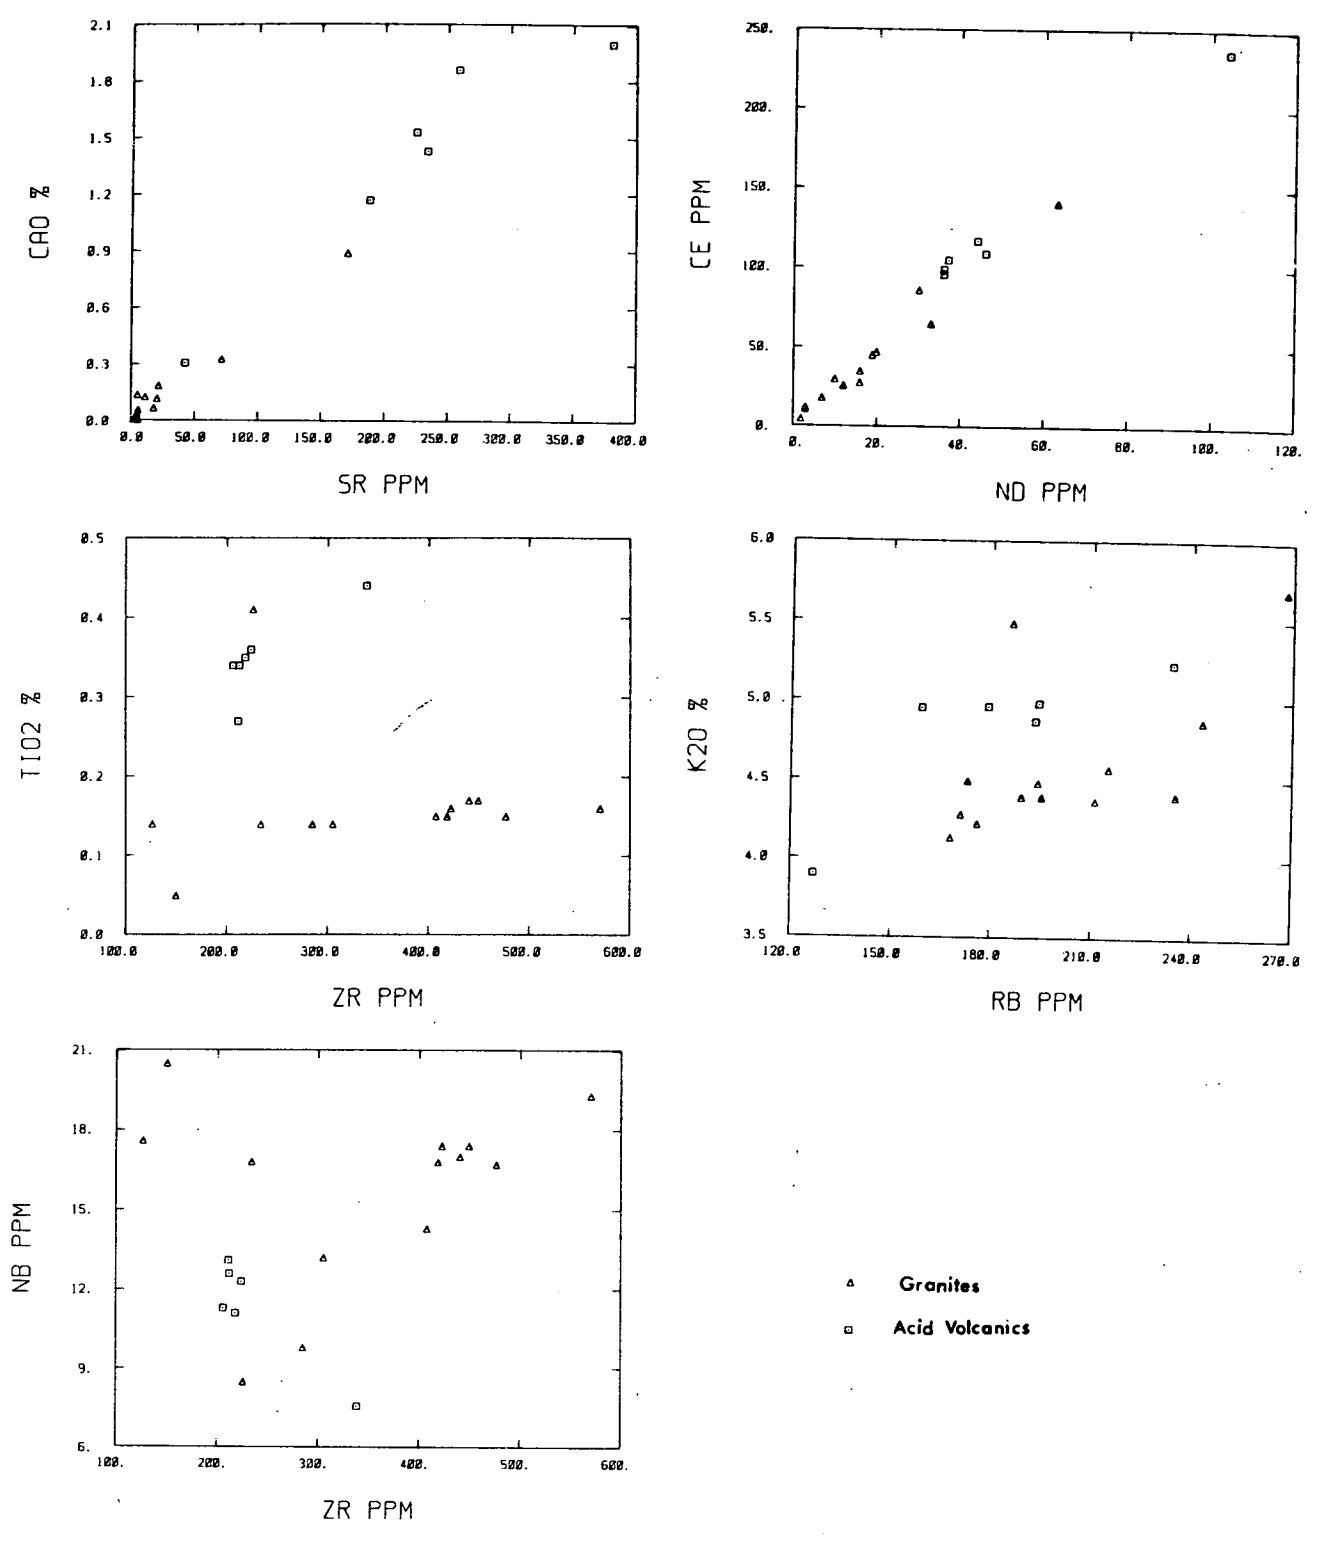 2.1
1.8
1.5
1.2
0.9
0.6
0.3
0.0
CAO %
0.0 50.0 100.0 150.0 200.0 250.0 300.0 350.0 400.0
SR PPM
250.
200.
150.
100.
50.
0.
CE PPM
0. 20. 40. 60. 80. 100. 120.
ND PPM
0.5
0.4
0.3
0.2
0.1
0.0
TIO2 %
100.0 200.0 300.0 400.0 500.0 600.0
ZR PPM
6.0
5.5
5.0
4.5
4.0
3.5
K2O %
120.0 150.0 180.0 210.0 240.0 270.0
RB PPM
21.
18.
15.
12.
9.
6.
NB PPM
100. 200. 300. 400. 500. 600.
ZR PPM
Granites
Acid Volcanics